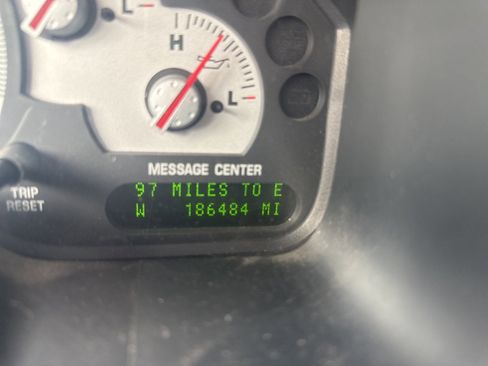 L
H
L
MESSAGE CENTER
97 MILES TO E
W 186484 MI
TRIP
RESET